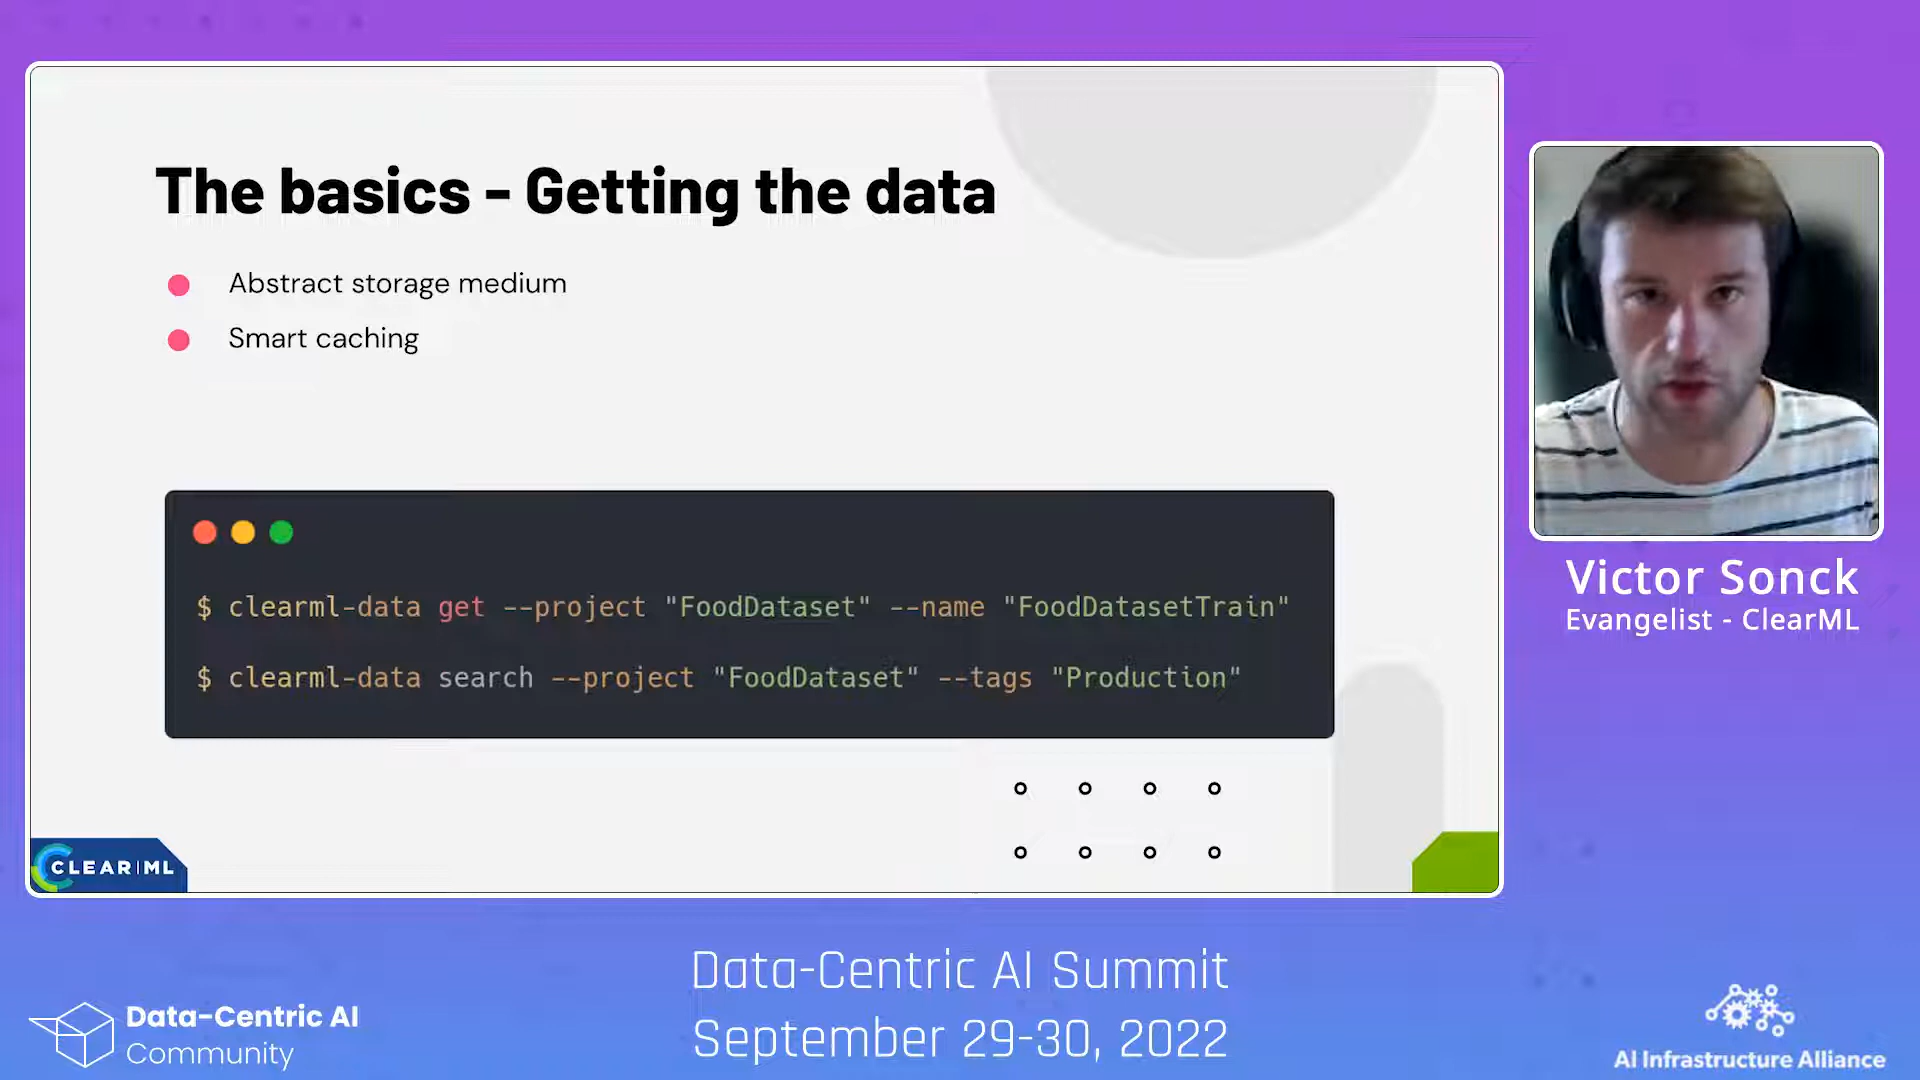 The basics - Getting the data
Abstract storage medium
Smart caching
$ clearml-data get --project "FoodDataset" --name "FoodDatasetTrain"
$ clearml-data search --project "FoodDataset" --tags "Production"
CLEAR|ML
Victor Sonck
Evangelist - ClearML
Data-Centric AI Summit
September 29-30, 2022
Data-Centric AI
Community
AI Infrastructure Alliance